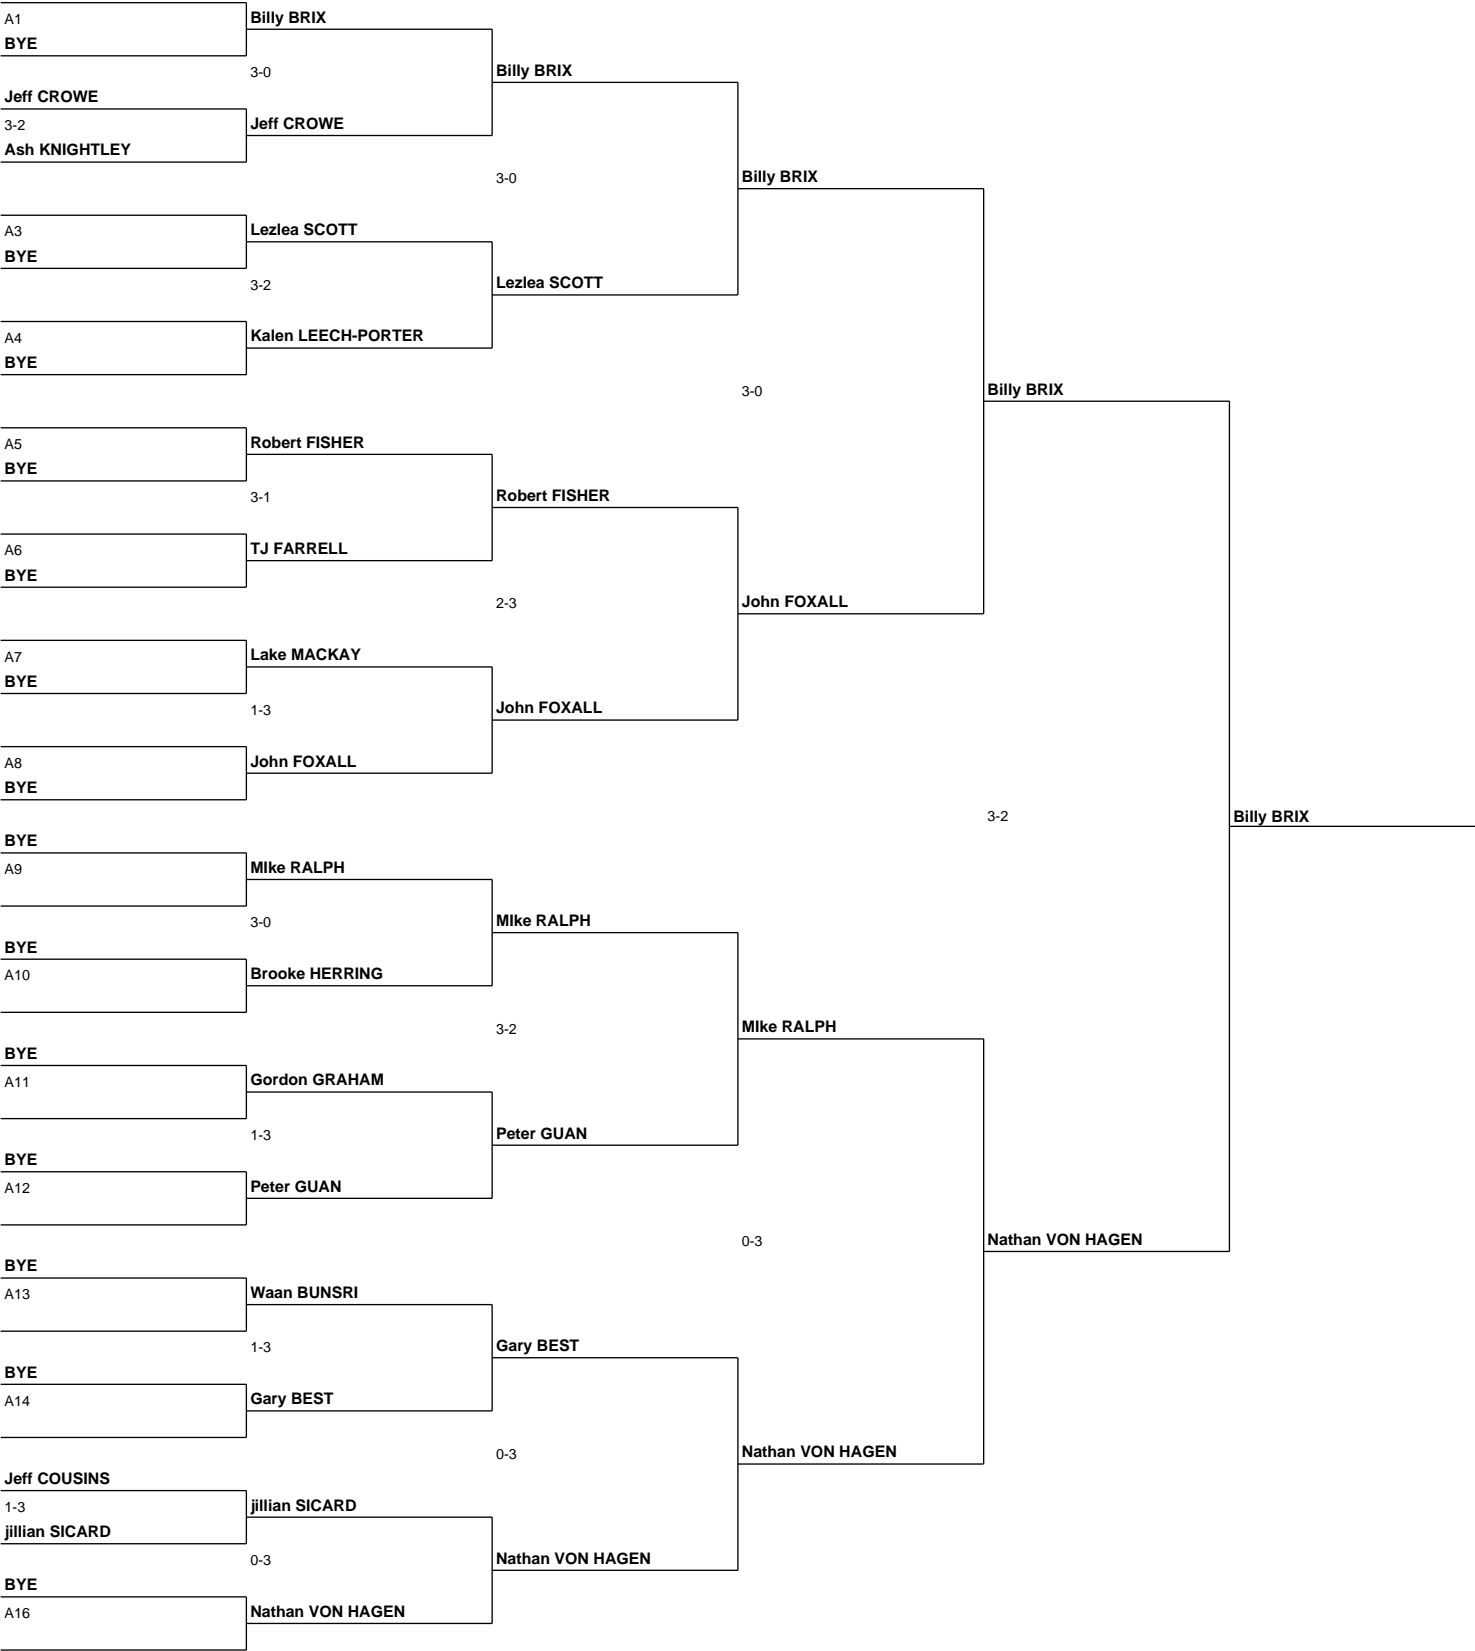 A1
BYE
Billy BRIX
3-0
Jeff CROWE
3-2
Ash KNIGHTLEY
Jeff CROWE
Billy BRIX
3-0
A3
BYE
Lezlea SCOTT
3-2
A4
BYE
Kalen LEECH-PORTER
Lezlea SCOTT
Billy BRIX
3-0
A5
BYE
Robert FISHER
3-1
A6
BYE
TJ FARRELL
Robert FISHER
2-3
A7
BYE
Lake MACKAY
1-3
A8
BYE
John FOXALL
John FOXALL
John FOXALL
Billy BRIX
3-2
Billy BRIX
BYE
A9
MIke RALPH
3-0
BYE
A10
Brooke HERRING
MIke RALPH
3-2
BYE
A11
Gordon GRAHAM
1-3
BYE
A12
Peter GUAN
Peter GUAN
MIke RALPH
0-3
BYE
A13
Waan BUNSRI
1-3
BYE
A14
Gary BEST
Gary BEST
0-3
Jeff COUSINS
1-3
jillian SICARD
jillian SICARD
0-3
BYE
A16
Nathan VON HAGEN
Nathan VON HAGEN
Nathan VON HAGEN
Nathan VON HAGEN